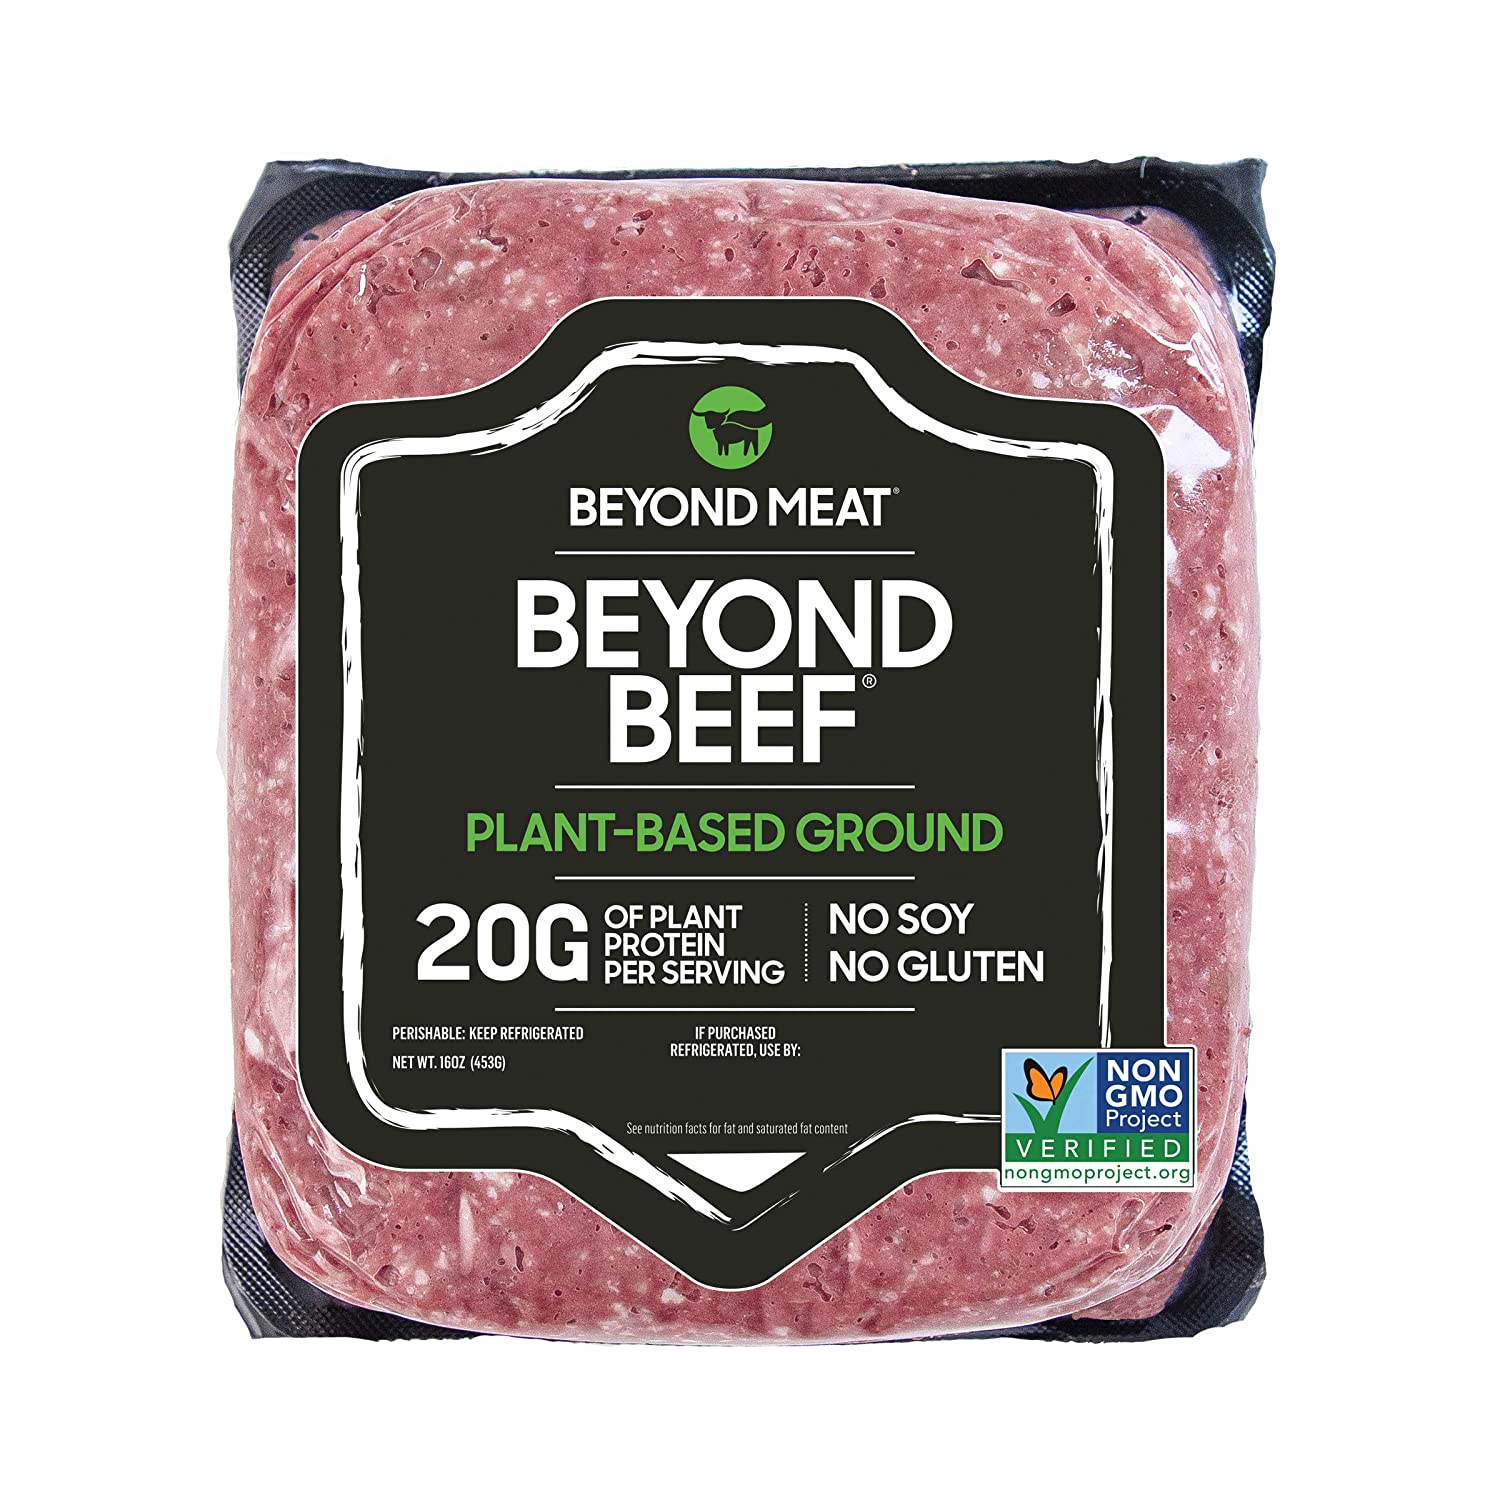 BEYOND MEAT®
BEYOND
BEEF®
PLANT-BASED GROUND
20G
OF PLANT
PROTEIN
PER SERVING
NO SOY
NO GLUTEN
PERISHABLE: KEEP REFRIGERATED
NET WT. 16OZ (453G)
IF PURCHASED
REFRIGERATED, USE BY:
See nutrition facts for fat and saturated fat content
NON
GMO
Project
VERIFIED
nongmoproject.org